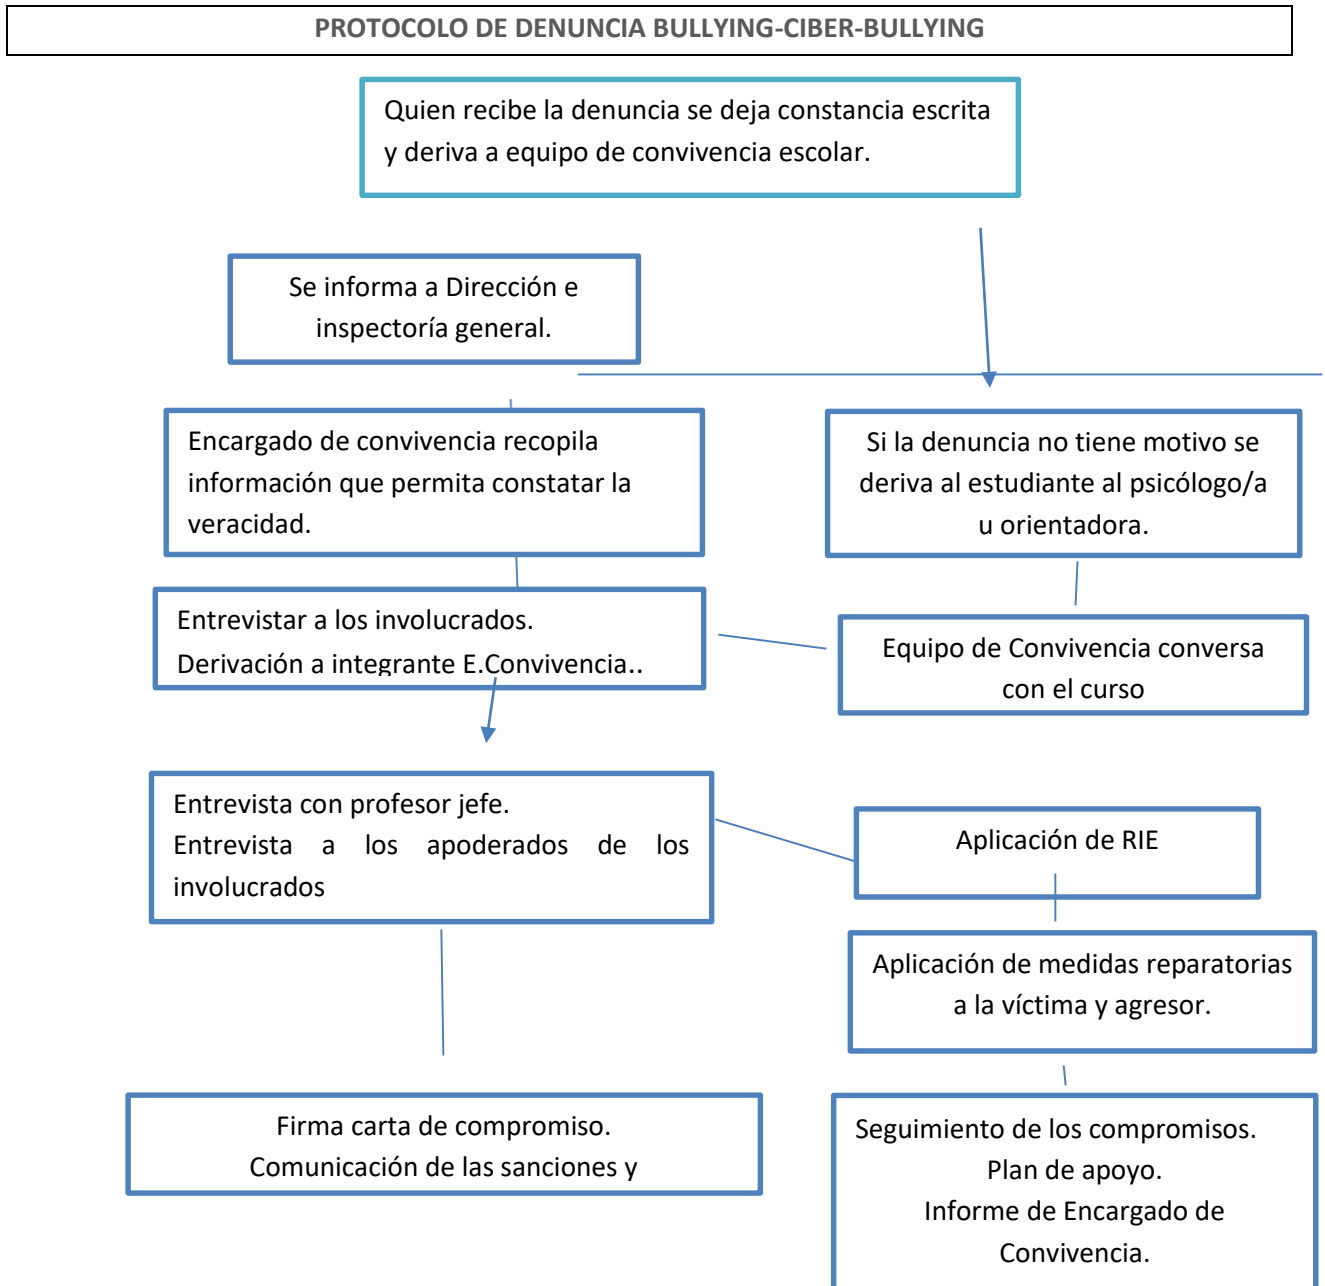 PROTOCOLO DE DENUNCIA BULLYING-CIBER-BULLYING
Quien recibe la denuncia se deja constancia escrita
y deriva a equipo de convivencia escolar.
Se informa a Dirección e
inspectoría general.
Encargado de convivencia recopila
información que permita constatar la
veracidad.
Si la denuncia no tiene motivo se
deriva al estudiante al psicólogo/a
u orientadora.
Entrevistar a los involucrados.
Derivación a integrante E.Convivencia..
Equipo de Convivencia conversa
con el curso
Entrevista con profesor jefe.
Entrevista a los apoderados de los
involucrados
Aplicación de RIE
Aplicación de medidas reparatorias
a la víctima y agresor.
Firma carta de compromiso.
Comunicación de las sanciones y
Seguimiento de los compromisos.
Plan de apoyo.
Informe de Encargado de
Convivencia.